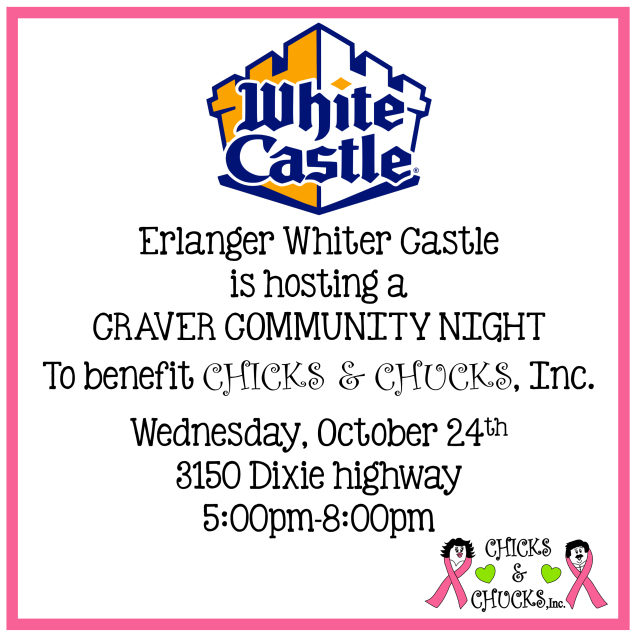 White
Castle®
Erlanger Whiter Castle
is hosting a
CRAVER COMMUNITY NIGHT
To benefit CHICKS & CHUCKS, Inc.
Wednesday, October 24th
3150 Dixie highway
5:00pm-8:00pm
CHICKS
&
CHUCKS,Inc.